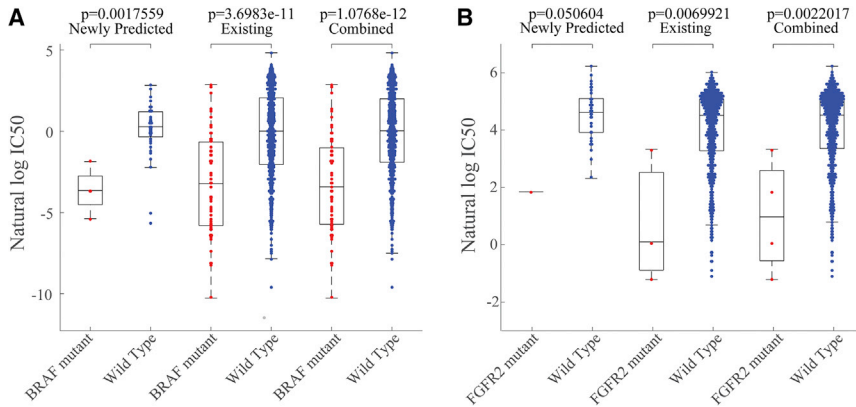 A
p=0.0017559 p=3.6983e-11 p=1.0768e-12
Newly Predicted Existing Combined
Natural log IC50
5
0
-5
-10
BRAF mutant
Wild Type
BRAF mutant
Wild Type
BRAF mutant
Wild Type
B
p=0.050604 p=0.0069921 p=0.0022017
Newly Predicted Existing Combined
Natural log IC50
6
4
2
0
-2
FGFR2 mutant
Wild Type
FGFR2 mutant
Wild Type
FGFR2 mutant
Wild Type